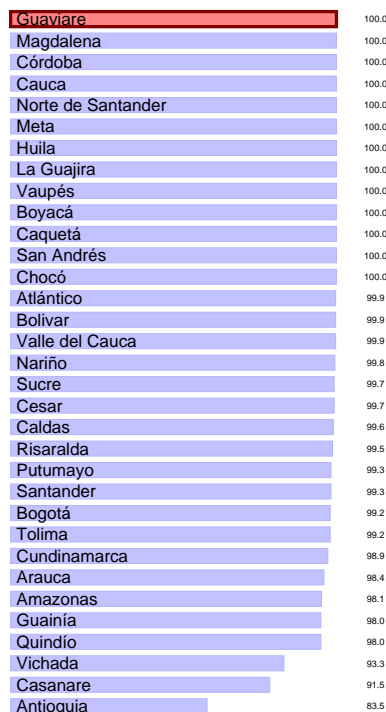 Guaviare 100.0
Magdalena 100.0
Córdoba 100.0
Cauca 100.0
Norte de Santander 100.0
Meta 100.0
Huila 100.0
La Guajira 100.0
Vaupés 100.0
Boyacá 100.0
Caquetá 100.0
San Andrés 100.0
Chocó 100.0
Atlántico 99.9
Bolivar 99.9
Valle del Cauca 99.9
Nariño 99.8
Sucre 99.7
Cesar 99.7
Caldas 99.6
Risaralda 99.5
Putumayo 99.3
Santander 99.3
Bogotá 99.2
Tolima 99.2
Cundinamarca 98.9
Arauca 98.4
Amazonas 98.1
Guainía 98.0
Quindío 98.0
Vichada 93.3
Casanare 91.5
Antioquia 83.5